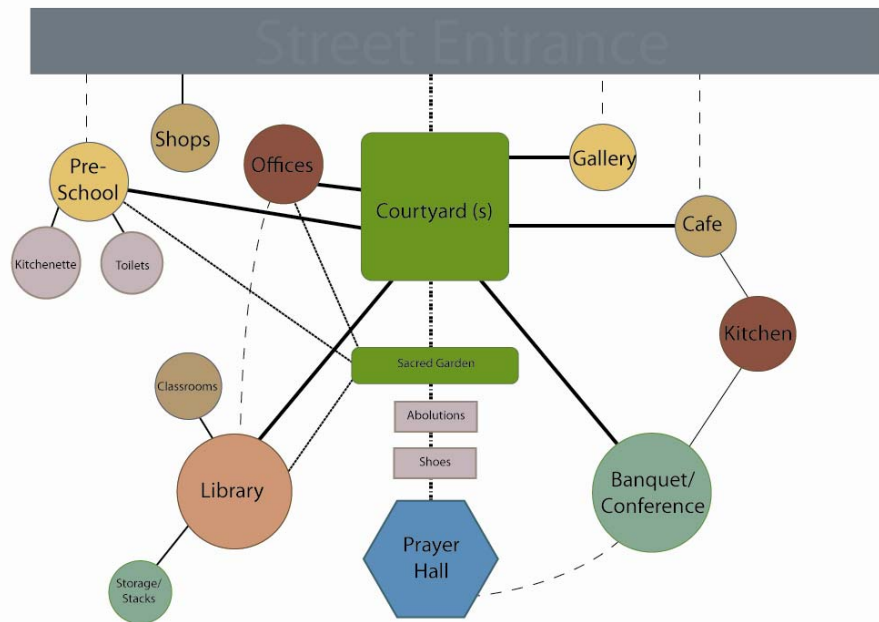 Street Entrance
Shops
Offices
Gallery
Pre-
School
Courtyard (s)
Cafe
Kitchenette
Toilets
Kitchen
Sacred Garden
Classrooms
Abolutions
Shoes
Library
Banquet/
Conference
Prayer
Hall
Storage/
Stacks